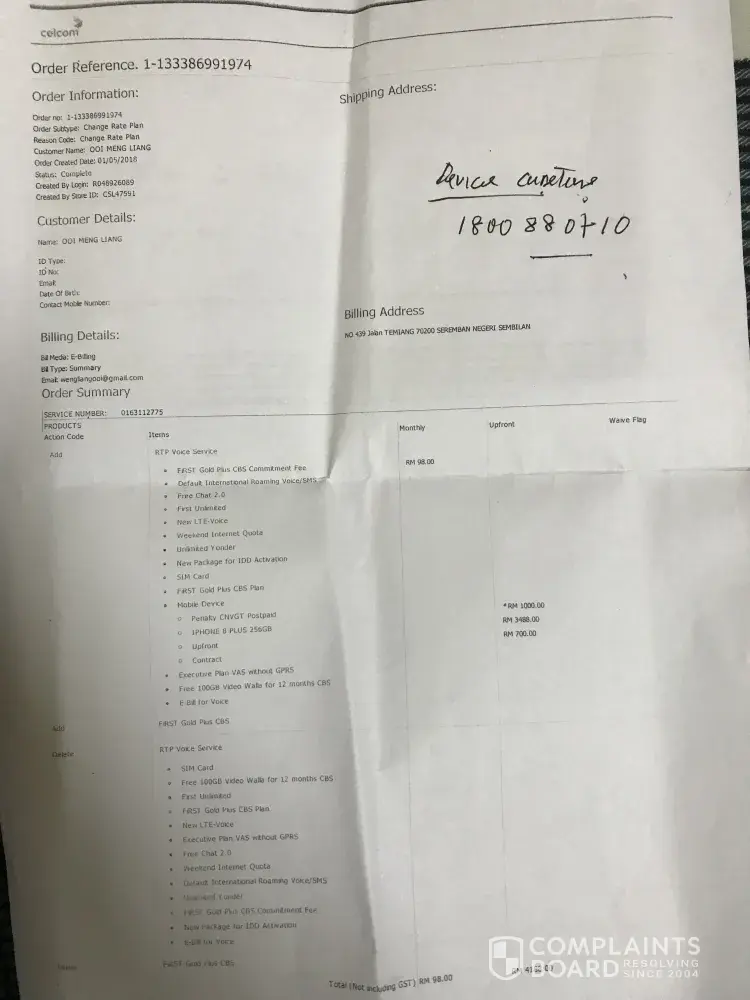 celcom
Order Reference. 1-133386991974
Order Information:
Order no: 1-133386991974
Order Subtype: Change Rate Plan
Reason Code: Change Rate Plan
Customer Name: OOI MENG LIANG
Order Created Date: 01/05/2018
Status: Complete
Created By Login: R048926089
Created By Store ID: CSL47591
Shipping Address:
Device
1800 880710
Customer Details:
Name: OOI MENG LIANG
ID Type:
ID No:
Email:
Date Of Birth:
Contact Mobile Number:
Billing Address
NO 439 Jalan TEMIANG 70200 SEREMBAN NEGERI SEMBILAN
Billing Details:
Bill Media: E-Billing
Bill Type: Summary
Email: wengliangooi@gmail.com
Order Summary
SERVICE NUMBER: 0163112775
PRODUCTS
Action Code Items Monthly Upfront Waive Flag
Add RTP Voice Service RM 98.00
FiRST Gold Plus CBS Commitment Fee
Default International Roaming Voice/SMS
Free Chat 2.0
First Unlimited
New LTE-Voice
Weekend Internet Quota
Unlimited Yonder
New Package for IDD Activation
SIM Card
FiRST Gold Plus CBS Plan
Mobile Device *RM 1000.00
Penalty CNVGT Postpaid RM 3488.00
IPHONE 8 PLUS 256GB RM 700.00
Upfront
Contract
Executive Plan VAS without GPRS
Free 100GB Video Walla for 12 months CBS
E-Bill for Voice
Add FiRST Gold Plus CBS
Delete RTP Voice Service
SIM Card
Free 100GB Video Walla for 12 months CBS
First Unlimited
FiRST Gold Plus CBS Plan
New LTE-Voice
Executive Plan VAS without GPRS
Free Chat 2.0
Weekend Internet Quota
Default International Roaming Voice/SMS
Unlimited Yonder
FiRST Gold Plus CBS Commitment Fee
New Package for IDD Activation
E-Bill for Voice
FiRST Gold Plus CBS
Total (Not including GST) RM 98.00
COMPLAINTS
BOARD RESOLVING
SINCE 2004